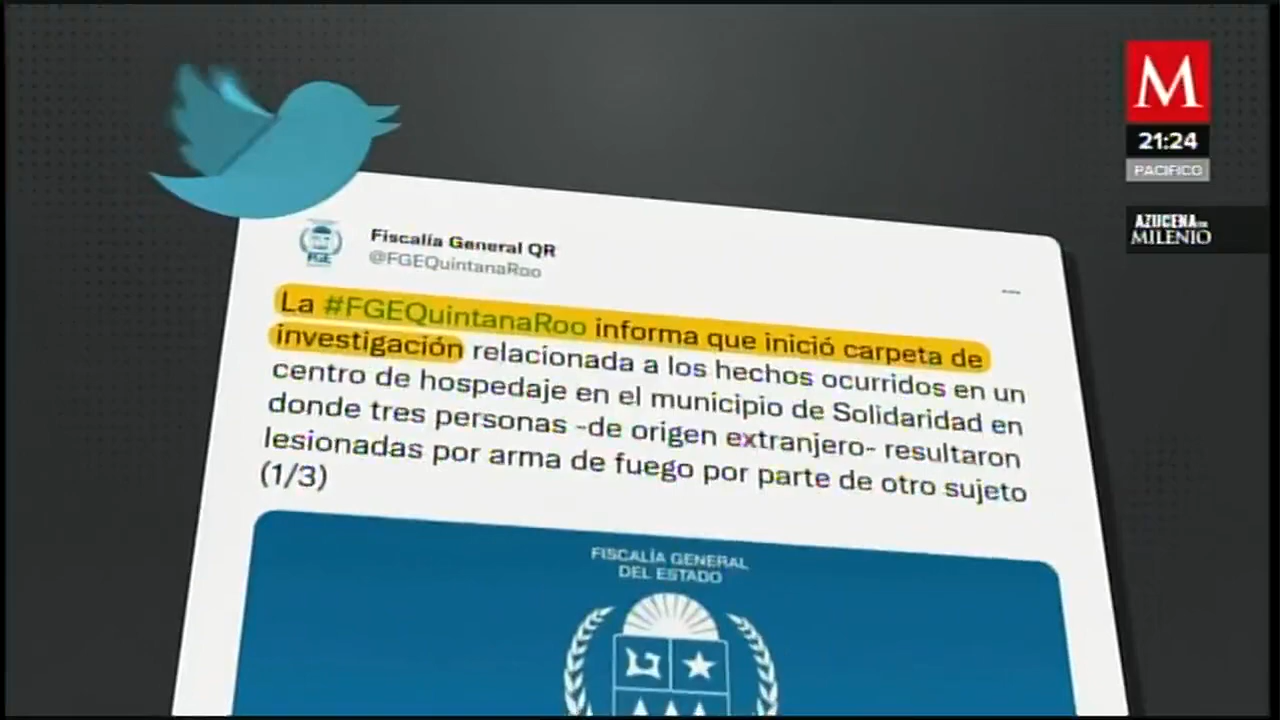 M
21:24
PACIFICO
AZUCENA DE
MILENIO
FGE
Fiscalía General QR
@FGEQuintanaRoo
La #FGEQuintanaRoo informa que inició carpeta de
investigación relacionada a los hechos ocurridos en un
centro de hospedaje en el municipio de Solidaridad en
donde tres personas -de origen extranjero- resultaron
lesionadas por arma de fuego por parte de otro sujeto
(1/3)
FISCALÍA GENERAL
DEL ESTADO